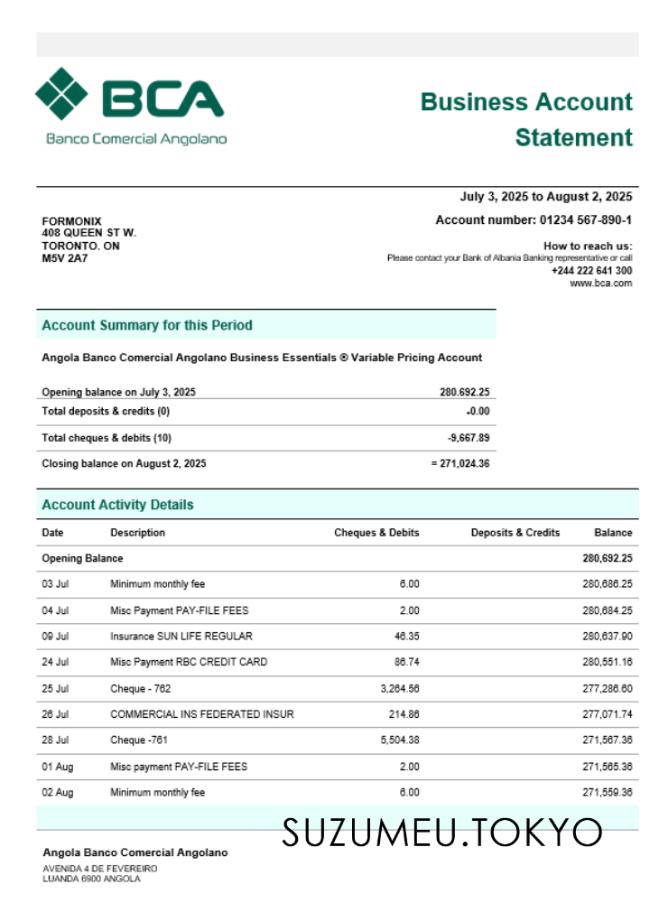 BCA
Banco Comercial Angolano
Business Account
Statement
July 3, 2025 to August 2, 2025
Account number: 01234 567-890-1
FORMONIX
408 QUEEN ST W.
TORONTO. ON
M5V 2A7
How to reach us:
Please contact your Bank of Albania Banking representative or call
+244 222 641 300
www.bca.com
Account Summary for this Period
Angola Banco Comercial Angolano Business Essentials ® Variable Pricing Account
Opening balance on July 3, 2025 280.692.25
Total deposits & credits (0) -0.00
Total cheques & debits (10) -9,667.89
Closing balance on August 2, 2025 = 271,024.36
Account Activity Details
Date Description Cheques & Debits Deposits & Credits Balance
Opening Balance 280,692.25
03 Jul Minimum monthly fee 6.00 280,686.25
04 Jul Misc Payment PAY-FILE FEES 2.00 280,684.25
09 Jul Insurance SUN LIFE REGULAR 46.35 280,637.90
24 Jul Misc Payment RBC CREDIT CARD 86.74 280,551.16
25 Jul Cheque - 762 3,264.56 277,286.60
26 Jul COMMERCIAL INS FEDERATED INSUR 214.86 277,071.74
28 Jul Cheque -761 5,504.38 271,567.36
01 Aug Misc payment PAY-FILE FEES 2.00 271,565.36
02 Aug Minimum monthly fee 6.00 271,559.36
SUZUMEU.TOKYO
Angola Banco Comercial Angolano
AVENIDA 4 DE FEVEREIRO
LUANDA 6900 ANGOLA